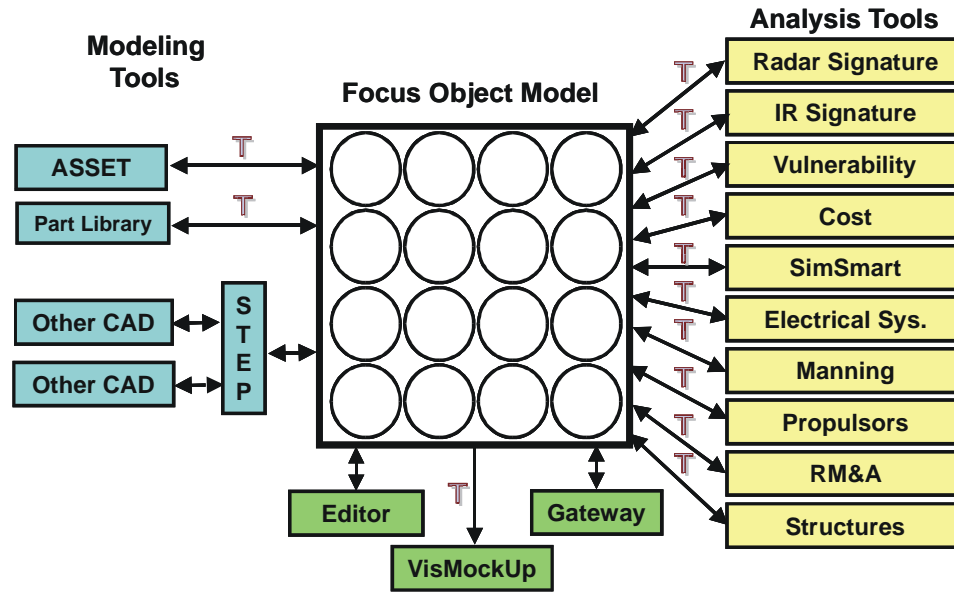 Modeling
Tools
Focus Object Model
Analysis Tools
ASSET
T
Part Library
T
Other CAD
Other CAD
S
T
E
P
T
Radar Signature
T
IR Signature
T
Vulnerability
T
Cost
T
SimSmart
T
Electrical Sys.
T
Manning
T
Propulsors
T
RM&A
T
Structures
Editor
T
Gateway
VisMockUp